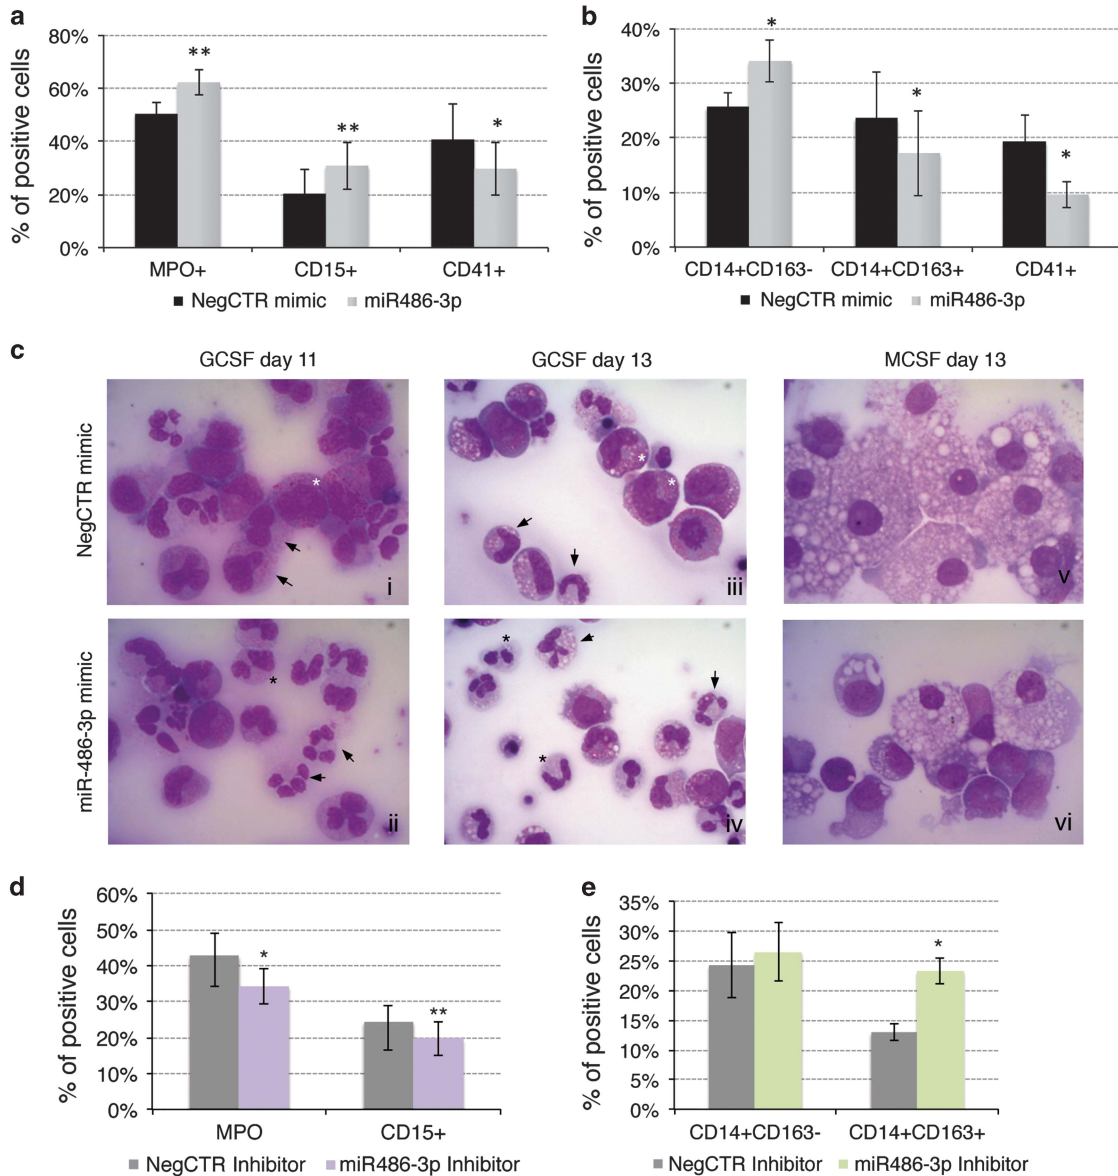 a
80%
60%
40%
20%
0%
% of positive cells
**
**
*
MPO+ CD15+ CD41+
NegCTR mimic miR486-3p
b
40%
30%
20%
10%
0%
% of positive cells
*
*
*
CD14+CD163- CD14+CD163+ CD41+
NegCTR mimic miR486-3p
c
GCSF day 11 GCSF day 13 MCSF day 13
NegCTR mimic
* i
* * iii
v
miR-486-3p mimic
* ii
* * iv
vi
d
60%
50%
40%
30%
20%
10%
0%
% of positive cells
*
**
MPO CD15+
NegCTR Inhibitor miR486-3p Inhibitor
e
35%
30%
25%
20%
15%
10%
5%
0%
% of positive cells
*
CD14+CD163- CD14+CD163+
NegCTR Inhibitor miR486-3p Inhibitor